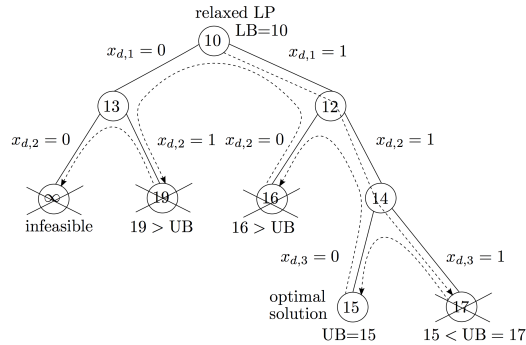 relaxed LP
10
LB=10
x_{d,1} = 0
x_{d,1} = 1
13
12
x_{d,2} = 0
x_{d,2} = 1
x_{d,2} = 0
x_{d,2} = 1
∞
19
16
14
infeasible
19 > UB
16 > UB
x_{d,3} = 0
x_{d,3} = 1
optimal
solution
15
17
UB=15
15 < UB = 17